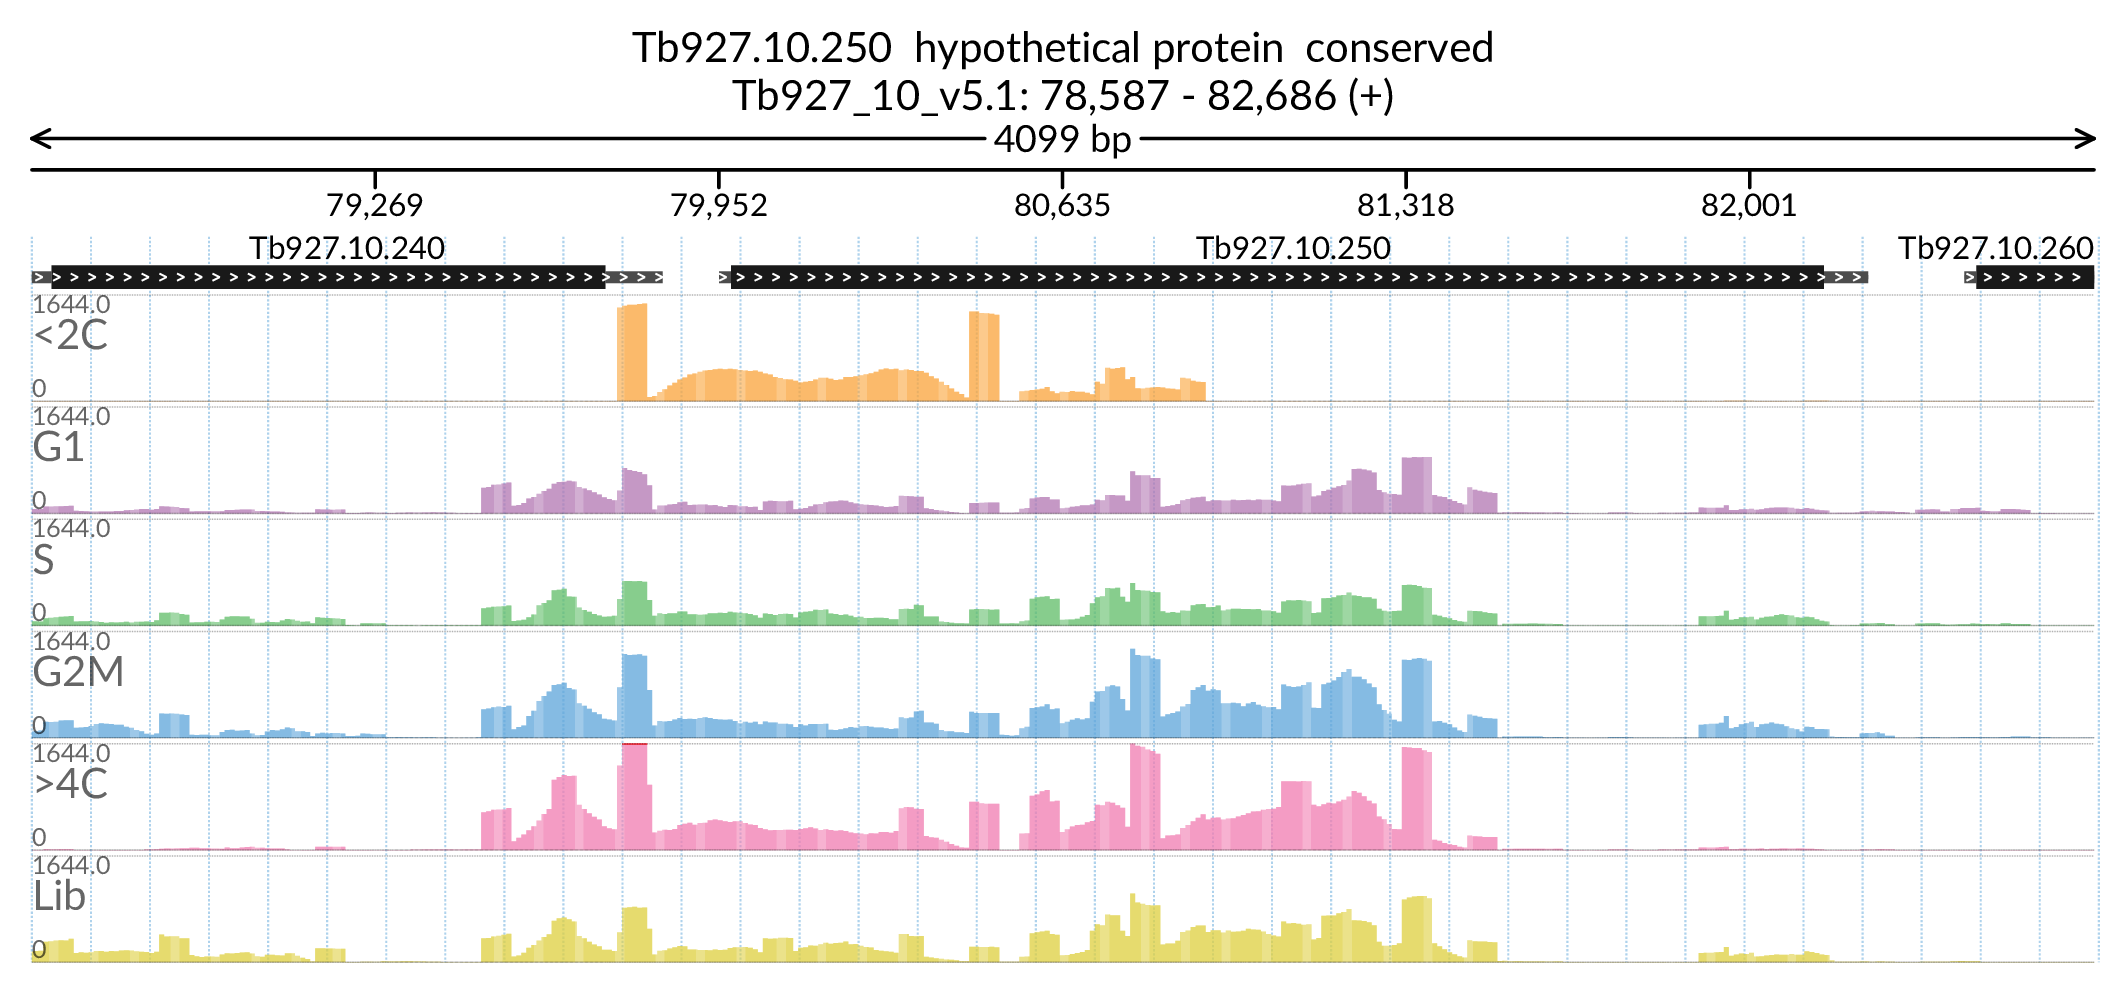 Tb927.10.250  hypothetical protein  conserved
Tb927_10_v5.1: 78,587 - 82,686 (+)
4099 bp
79,269 79,952 80,635 81,318 82,001
Tb927.10.240 Tb927.10.250 Tb927.10.260
1644.0
<2C
0
1644.0
G1
0
1644.0
S
0
1644.0
G2M
0
1644.0
>4C
0
1644.0
Lib
0